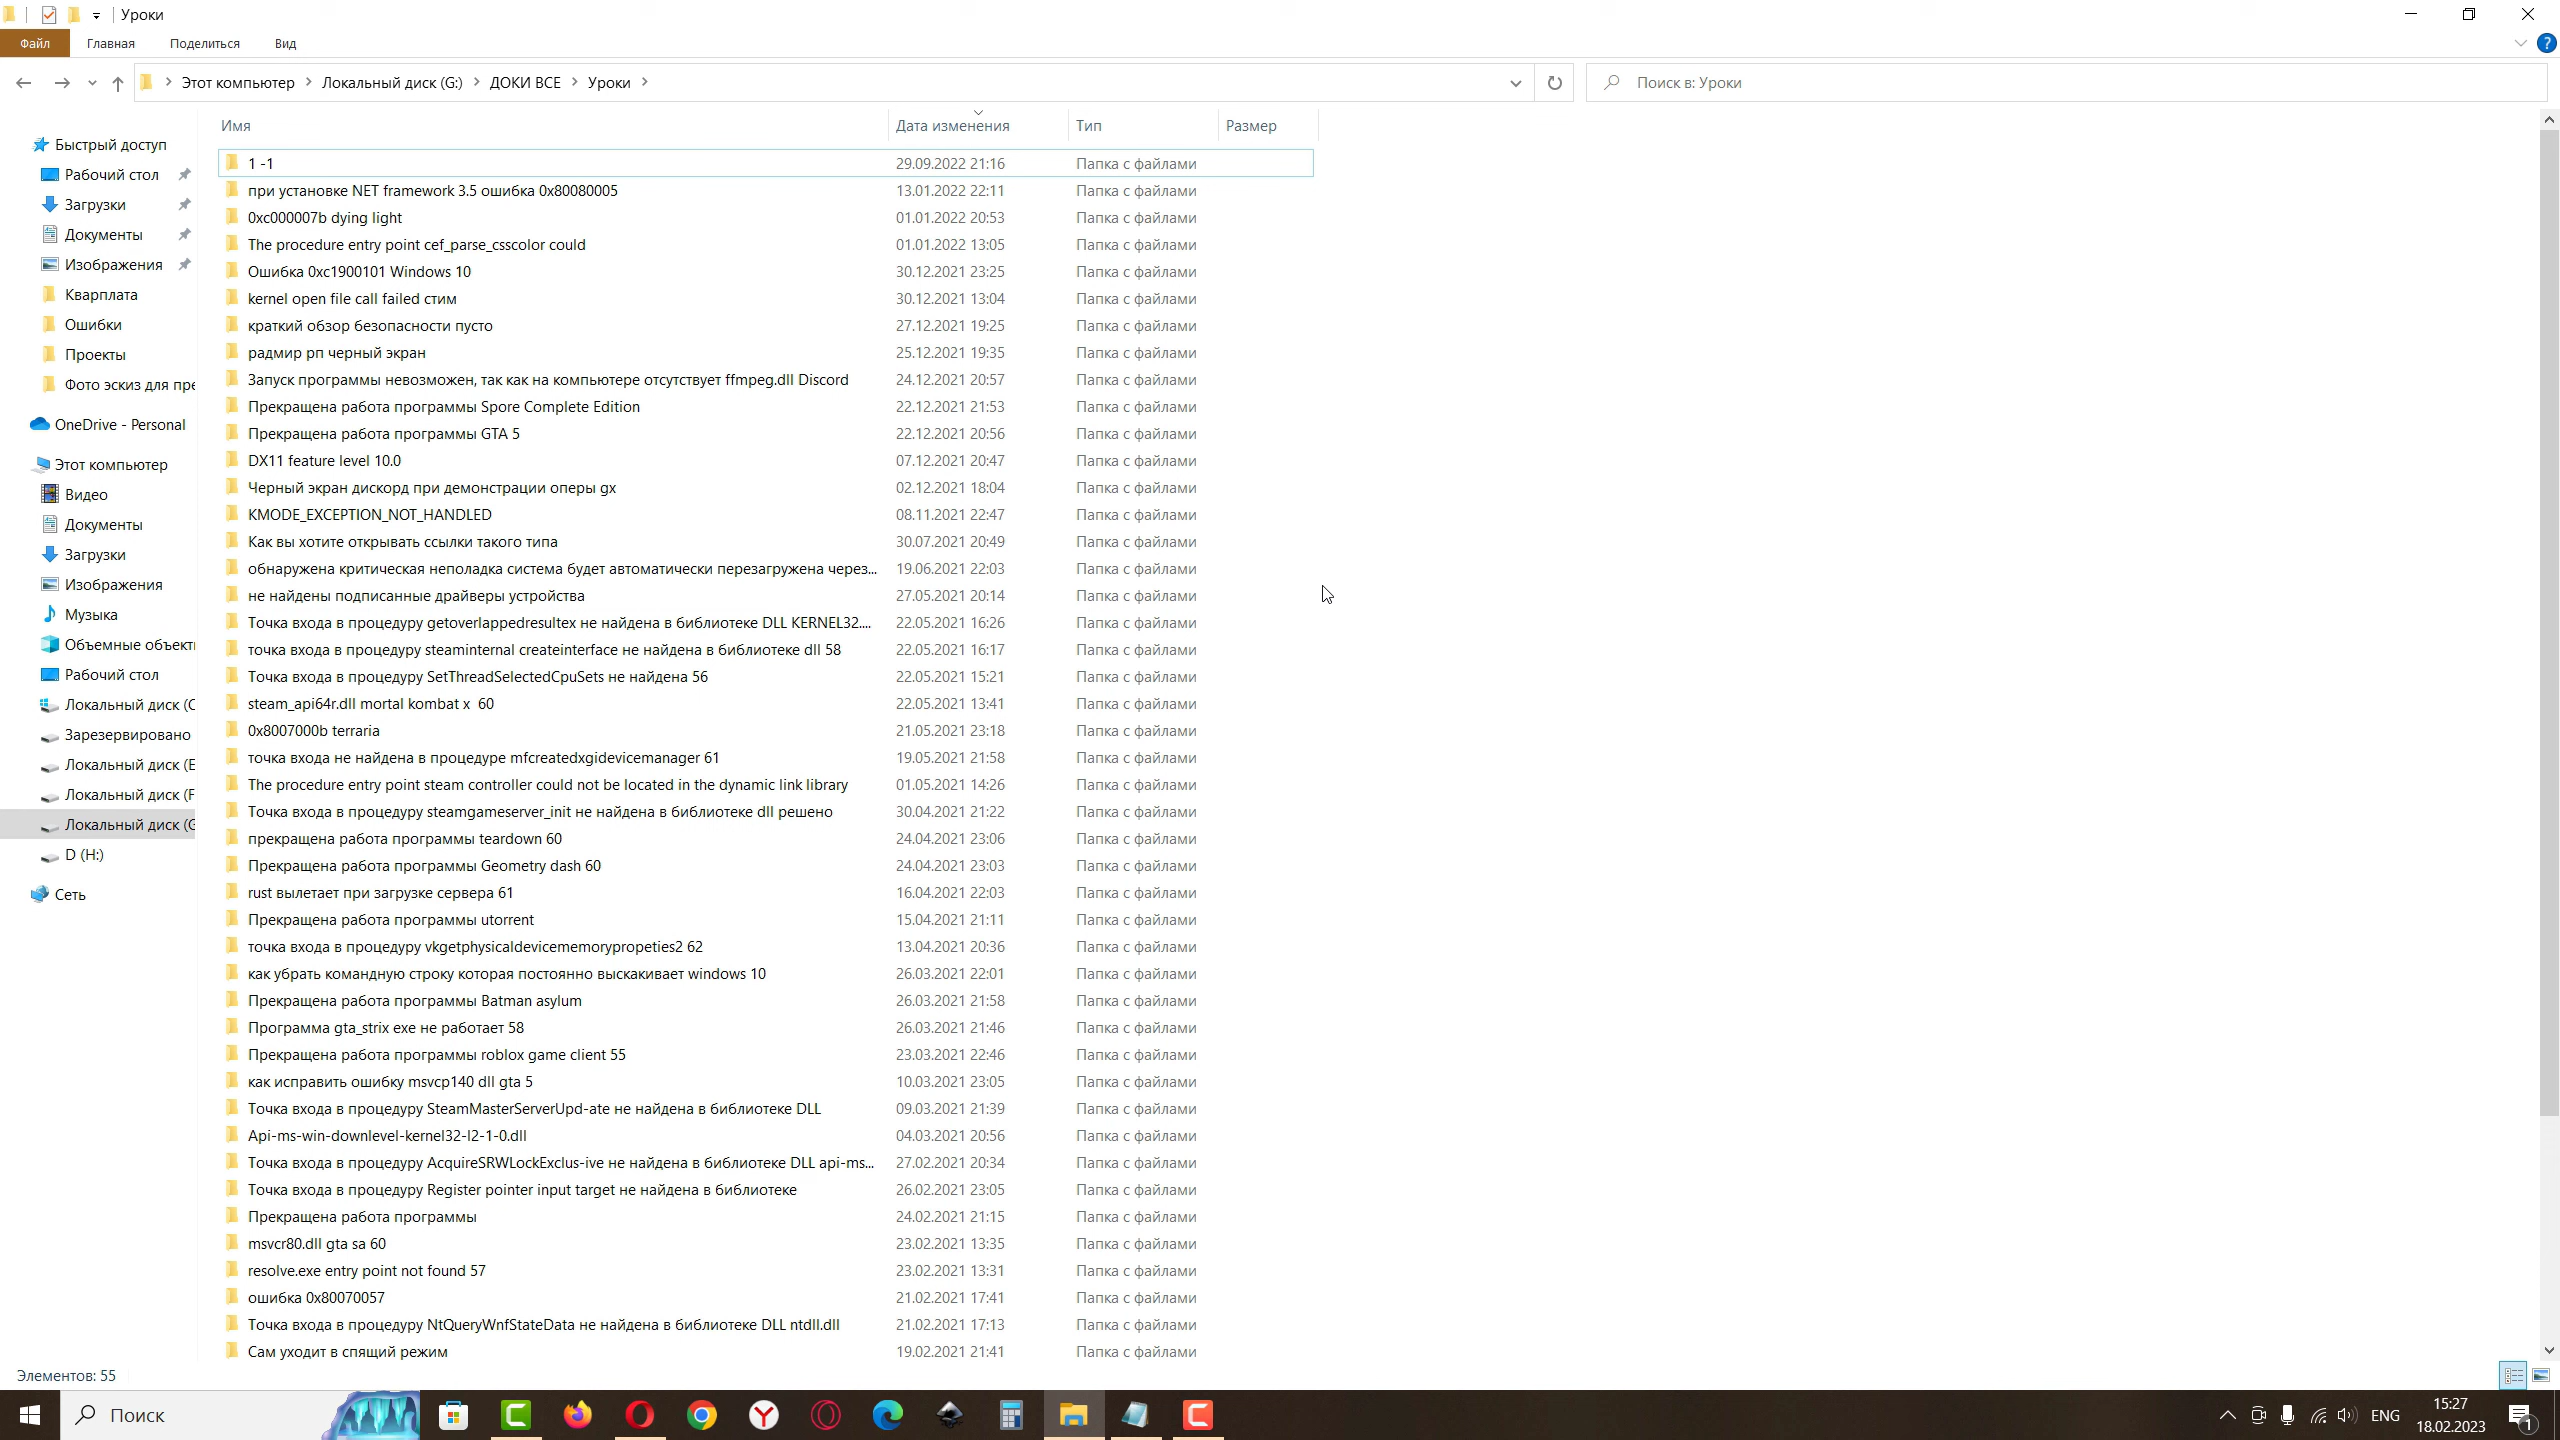 Уроки
Файл Главная Поделиться Вид
Этот компьютер Локальный диск (G:) ДОКИ ВСЕ Уроки
Поиск в: Уроки
Быстрый доступ
Рабочий стол
Загрузки
Документы
Изображения
Кварплата
Ошибки
Проекты
Фото эскиз для пре
OneDrive - Personal
Этот компьютер
Видео
Документы
Загрузки
Изображения
Музыка
Объемные объект
Рабочий стол
Локальный диск (C
Зарезервировано
Локальный диск (E
Локальный диск (F
Локальный диск (G
D (H:)
Сеть
Имя Дата изменения Тип Размер
1 -1 29.09.2022 21:16 Папка с файлами
при установке NET framework 3.5 ошибка 0x80080005 13.01.2022 22:11 Папка с файлами
0xc000007b dying light 01.01.2022 20:53 Папка с файлами
The procedure entry point cef_parse_csscolor could 01.01.2022 13:05 Папка с файлами
Ошибка 0xc1900101 Windows 10 30.12.2021 23:25 Папка с файлами
kernel open file call failed стим 30.12.2021 13:04 Папка с файлами
краткий обзор безопасности пусто 27.12.2021 19:25 Папка с файлами
радмир рп черный экран 25.12.2021 19:35 Папка с файлами
Запуск программы невозможен, так как на компьютере отсутствует ffmpeg.dll Discord 24.12.2021 20:57 Папка с файлами
Прекращена работа программы Spore Complete Edition 22.12.2021 21:53 Папка с файлами
Прекращена работа программы GTA 5 22.12.2021 20:56 Папка с файлами
DX11 feature level 10.0 07.12.2021 20:47 Папка с файлами
Черный экран дискорд при демонстрации оперы gx 02.12.2021 18:04 Папка с файлами
KMODE_EXCEPTION_NOT_HANDLED 08.11.2021 22:47 Папка с файлами
Как вы хотите открывать ссылки такого типа 30.07.2021 20:49 Папка с файлами
обнаружена критическая неполадка система будет автоматически перезагружена через... 19.06.2021 22:03 Папка с файлами
не найдены подписанные драйверы устройства 27.05.2021 20:14 Папка с файлами
Точка входа в процедуру getoverlappedresultex не найдена в библиотеке DLL KERNEL32.... 22.05.2021 16:26 Папка с файлами
точка входа в процедуру steaminternal createinterface не найдена в библиотеке dll 58 22.05.2021 16:17 Папка с файлами
Точка входа в процедуру SetThreadSelectedCpuSets не найдена 56 22.05.2021 15:21 Папка с файлами
steam_api64r.dll mortal kombat x  60 22.05.2021 13:41 Папка с файлами
0x8007000b terraria 21.05.2021 23:18 Папка с файлами
точка входа не найдена в процедуре mfcreatedxgidevicemanager 61 19.05.2021 21:58 Папка с файлами
The procedure entry point steam controller could not be located in the dynamic link library 01.05.2021 14:26 Папка с файлами
Точка входа в процедуру steamgameserver_init не найдена в библиотеке dll решено 30.04.2021 21:22 Папка с файлами
прекращена работа программы teardown 60 24.04.2021 23:06 Папка с файлами
Прекращена работа программы Geometry dash 60 24.04.2021 23:03 Папка с файлами
rust вылетает при загрузке сервера 61 16.04.2021 22:03 Папка с файлами
Прекращена работа программы utorrent 15.04.2021 21:11 Папка с файлами
точка входа в процедуру vkgetphysicaldevicememorypropeties2 62 13.04.2021 20:36 Папка с файлами
как убрать командную строку которая постоянно выскакивает windows 10 26.03.2021 22:01 Папка с файлами
Прекращена работа программы Batman asylum 26.03.2021 21:58 Папка с файлами
Программа gta_strix exe не работает 58 26.03.2021 21:46 Папка с файлами
Прекращена работа программы roblox game client 55 23.03.2021 22:46 Папка с файлами
как исправить ошибку msvcp140 dll gta 5 10.03.2021 23:05 Папка с файлами
Точка входа в процедуру SteamMasterServerUpd-ate не найдена в библиотеке DLL 09.03.2021 21:39 Папка с файлами
Api-ms-win-downlevel-kernel32-l2-1-0.dll 04.03.2021 20:56 Папка с файлами
Точка входа в процедуру AcquireSRWLockExclus-ive не найдена в библиотеке DLL api-ms... 27.02.2021 20:34 Папка с файлами
Точка входа в процедуру Register pointer input target не найдена в библиотеке 26.02.2021 23:05 Папка с файлами
Прекращена работа программы 24.02.2021 21:15 Папка с файлами
msvcr80.dll gta sa 60 23.02.2021 13:35 Папка с файлами
resolve.exe entry point not found 57 23.02.2021 13:31 Папка с файлами
ошибка 0x80070057 21.02.2021 17:41 Папка с файлами
Точка входа в процедуру NtQueryWnfStateData не найдена в библиотеке DLL ntdll.dll 21.02.2021 17:13 Папка с файлами
Сам уходит в спящий режим 19.02.2021 21:41 Папка с файлами
Элементов: 55
Поиск
ENG
15:27
18.02.2023
1